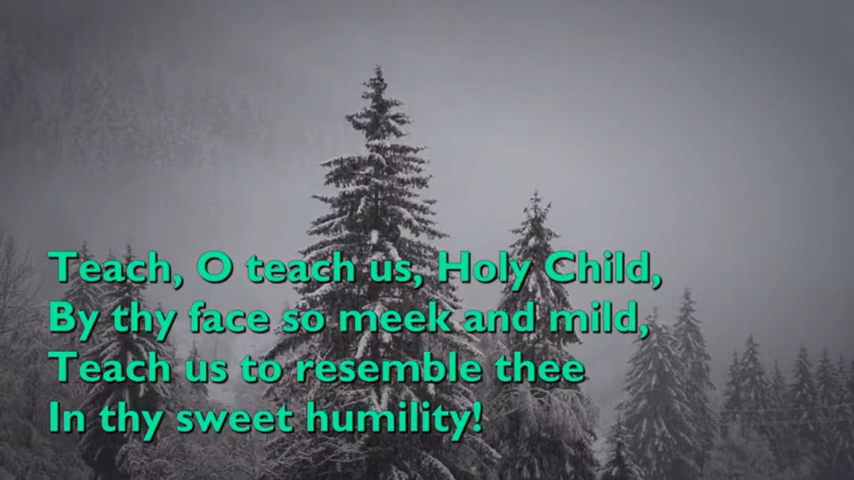 Teach, O teach us, Holy Child,
By thy face so meek and mild,
Teach us to resemble thee
In thy sweet humility!